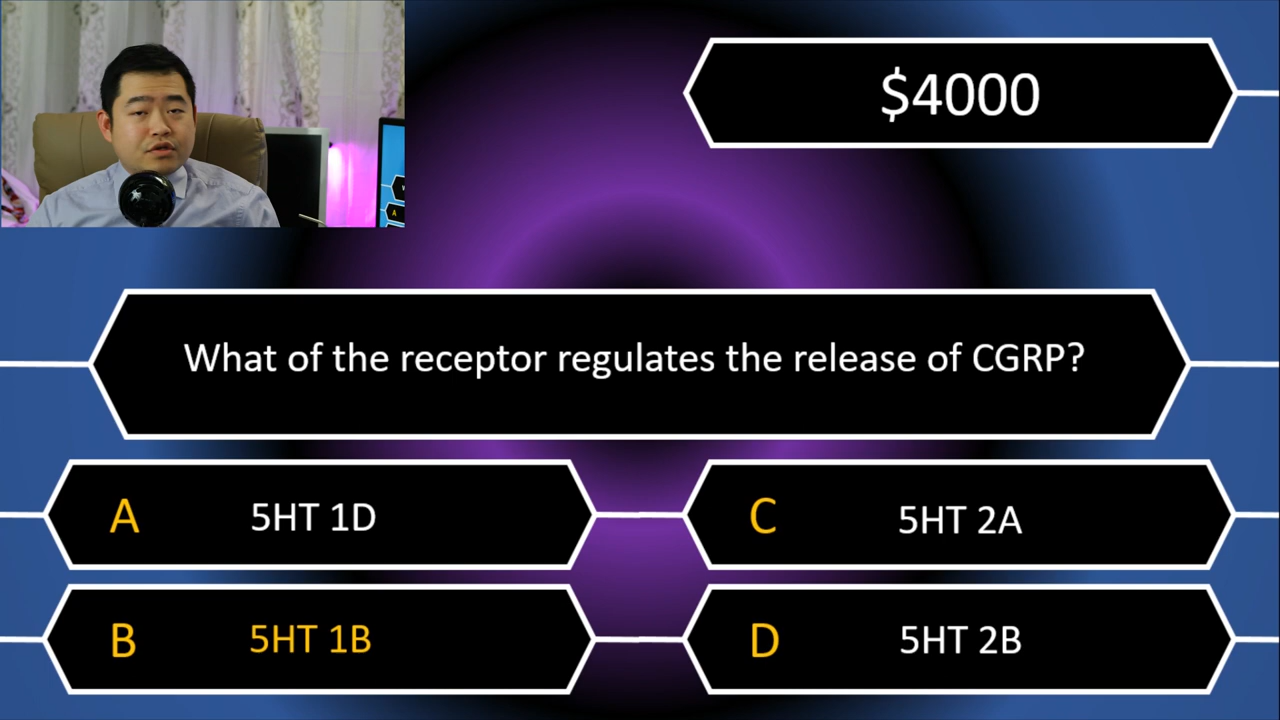 $4000
What of the receptor regulates the release of CGRP?
A 5HT 1D
C 5HT 2A
B 5HT 1B
D 5HT 2B